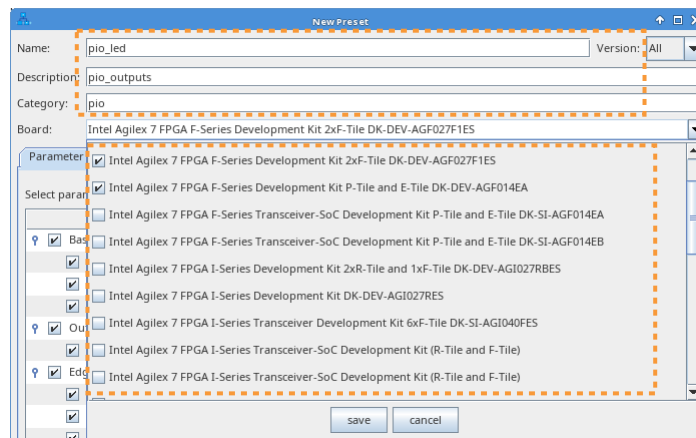 New Preset
Name: pio_led Version: All
Description: pio_outputs
Category: pio
Board: Intel Agilex 7 FPGA F-Series Development Kit 2xF-Tile DK-DEV-AGF027F1ES
Parameter
Intel Agilex 7 FPGA F-Series Development Kit 2xF-Tile DK-DEV-AGF027F1ES
Intel Agilex 7 FPGA F-Series Development Kit P-Tile and E-Tile DK-DEV-AGF014EA
Select parar
Intel Agilex 7 FPGA F-Series Transceiver-SoC Development Kit P-Tile and E-Tile DK-SI-AGF014EA
Bas
Intel Agilex 7 FPGA F-Series Transceiver-SoC Development Kit P-Tile and E-Tile DK-SI-AGF014EB
Intel Agilex 7 FPGA I-Series Development Kit 2xR-Tile and 1xF-Tile DK-DEV-AGI027RBES
Intel Agilex 7 FPGA I-Series Development Kit DK-DEV-AGI027RES
Ou
Intel Agilex 7 FPGA I-Series Transceiver Development Kit 6xF-Tile DK-SI-AGI040FES
Intel Agilex 7 FPGA I-Series Transceiver-SoC Development Kit (R-Tile and F-Tile)
Edg
Intel Agilex 7 FPGA I-Series Transceiver-SoC Development Kit (R-Tile and F-Tile)
save cancel